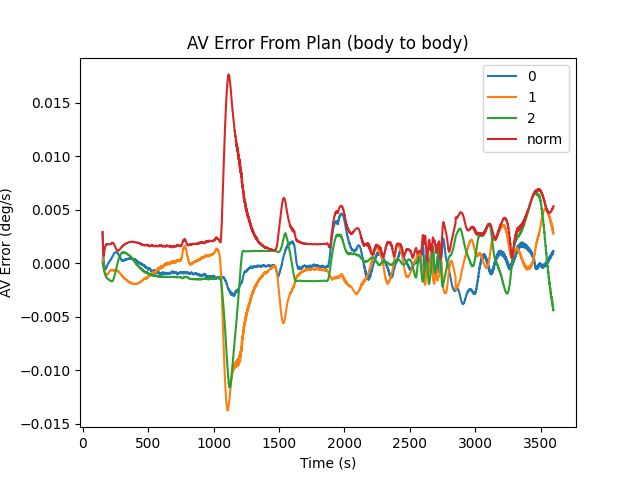 AV Error From Plan (body to body)
AV Error (deg/s)
0.015
0.010
0.005
0.000
−0.005
−0.010
−0.015
0
1
2
norm
0 500 1000 1500 2000 2500 3000 3500
Time (s)